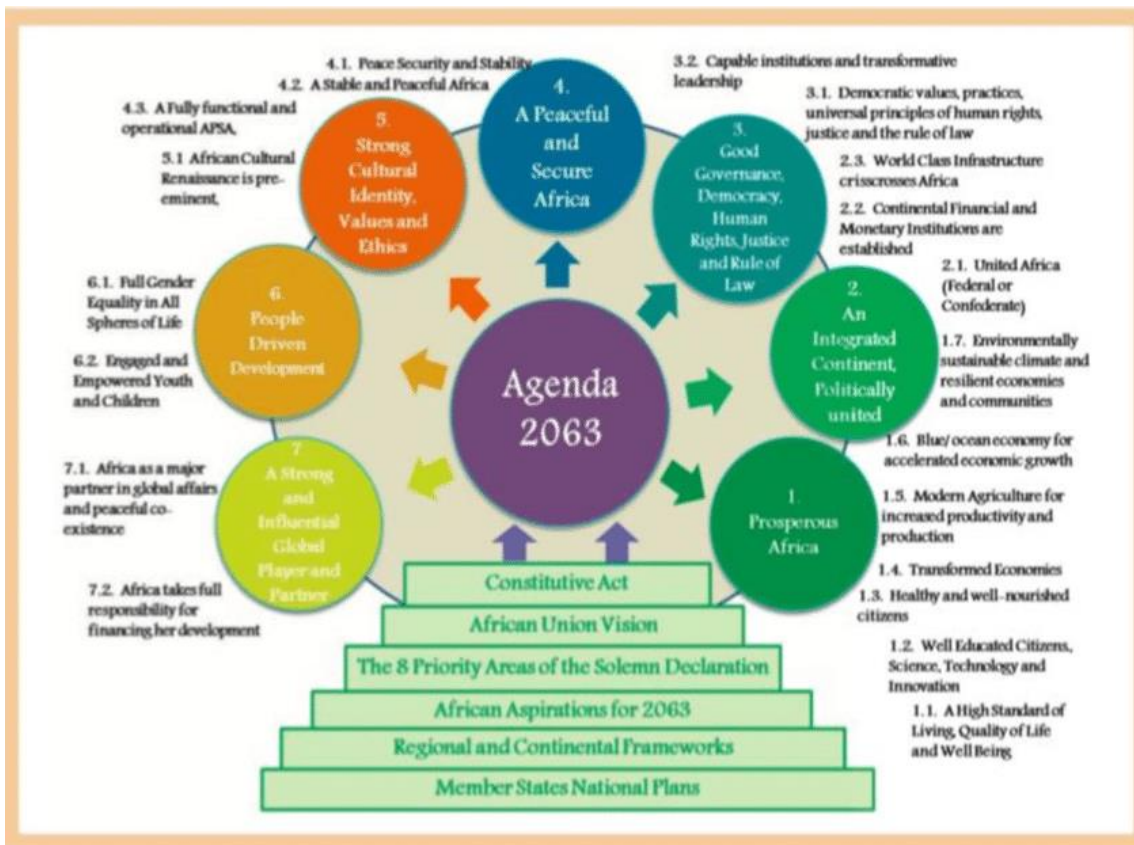 4.1. Peace Security and Stability
4.2. A Stable and Peaceful Africa
4.3. A Fully functional and
operational APSA,
5.1 African Cultural
Renaissance is pre-
eminent,
6.1. Full Gender
Equality in All
Spheres of Life
6.2. Engaged and
Empowered Youth
and Children
7.1. Africa as a major
partner in global affairs
and peaceful co-
existence
7.2. Africa takes full
responsibility for
financing her development
3.2. Capable institutions and transformative
leadership
3.1. Democratic values, practices,
universal principles of human rights,
justice and the rule of law
2.3. World Class Infrastructure
crisscrosses Africa
2.2. Continental Financial and
Monetary Institutions are
established
2.1. United Africa
(Federal or
Confederate)
1.7. Environmentally
sustainable climate and
resilient economies
and communities
1.6. Blue/ ocean economy for
accelerated economic growth
1.5. Modern Agriculture for
increased productivity and
production
1.4. Transformed Economies
1.3. Healthy and well-nourished
citizens
1.2. Well Educated Citizens,
Science, Technology and
Innovation
1.1. A High Standard of
Living, Quality of Life
and Well Being
4.
A Peaceful
and
Secure
Africa
5.
Strong
Cultural
Identity,
Values and
Ethics
3.
Good
Governance,
Democracy,
Human
Rights, Justice
and Rule of
Law
6.
People
Driven
Development
2.
An
Integrated
Continent,
Politically
united
7
A Strong
and
Influential
Global
Player and
Partner
1.
Prosperous
Africa
Agenda
2063
Constitutive Act
African Union Vision
The 8 Priority Areas of the Solemn Declaration
African Aspirations for 2063
Regional and Continental Frameworks
Member States National Plans